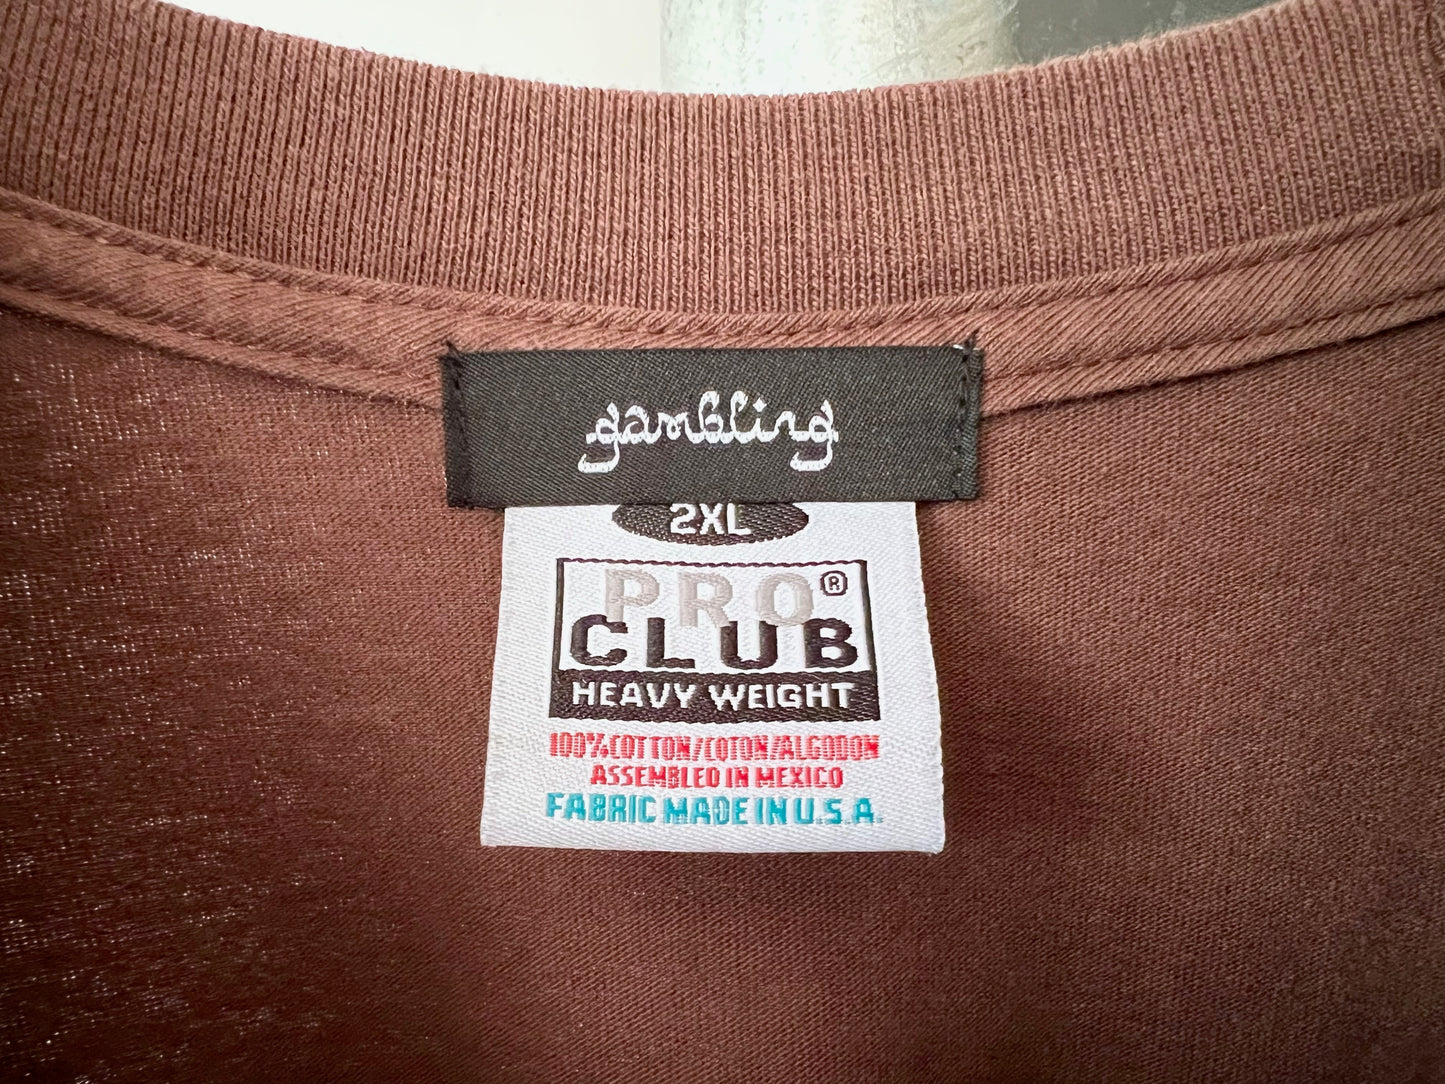 gambling
2XL
PRO®
CLUB
HEAVY WEIGHT
100%COTTON/COTON/ALGODON
ASSEMBLED IN MEXICO
FABRIC MADE IN U.S.A.